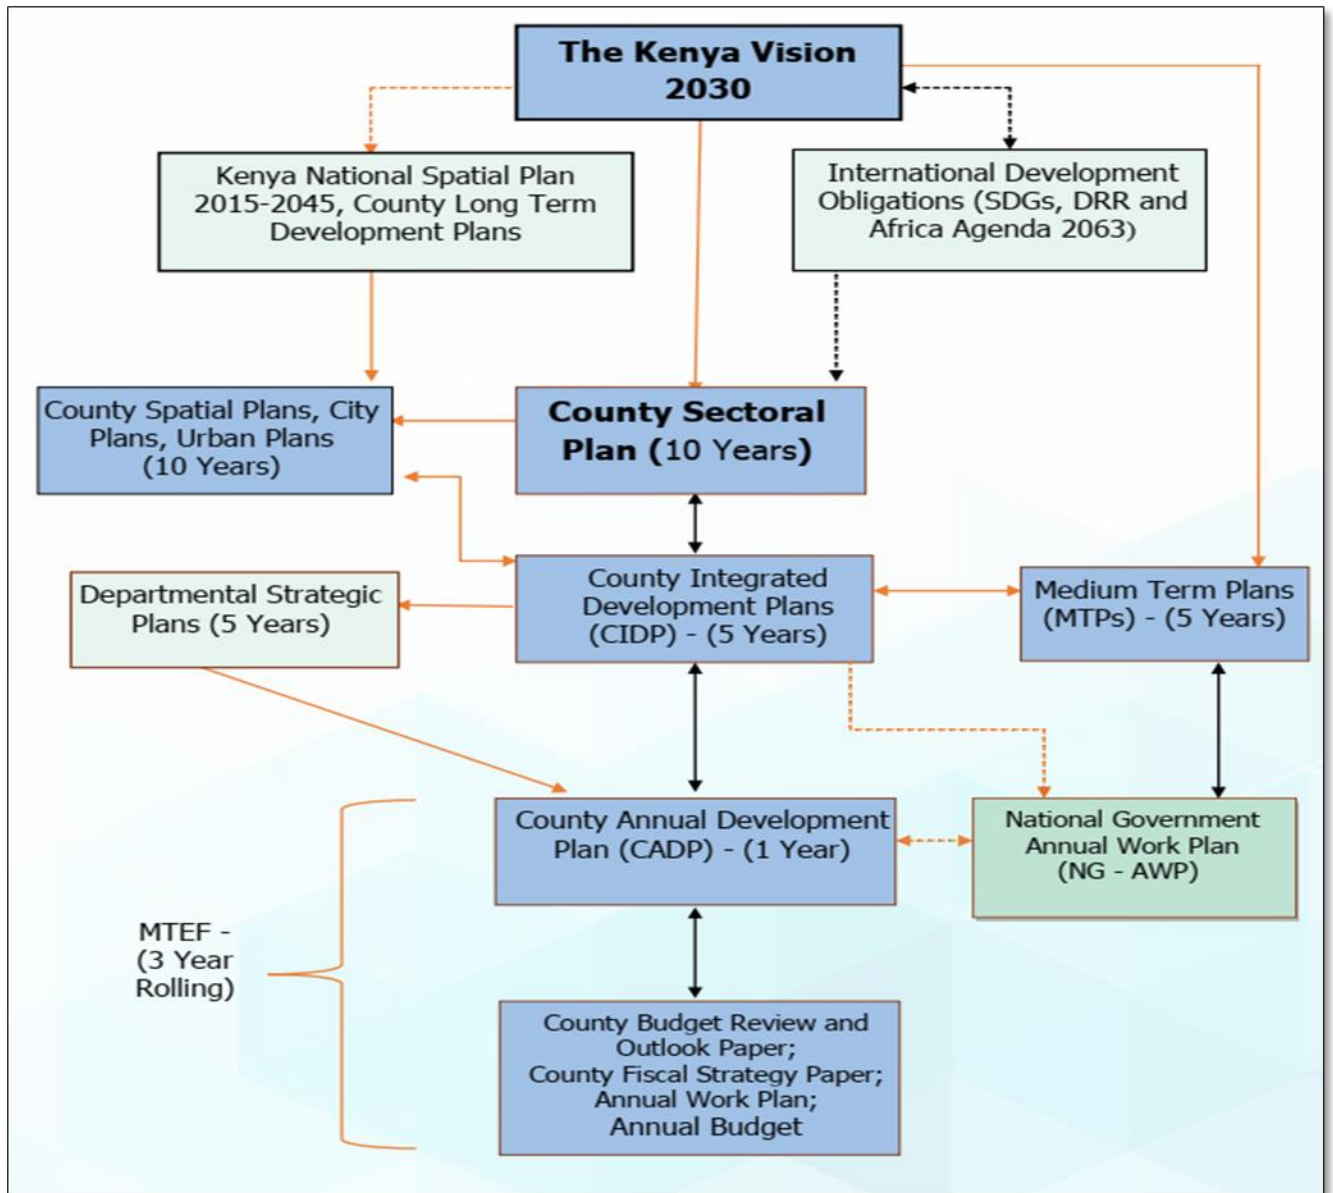 The Kenya Vision
2030
Kenya National Spatial Plan
2015-2045, County Long Term
Development Plans
International Development
Obligations (SDGs, DRR and
Africa Agenda 2063)
County Spatial Plans, City
Plans, Urban Plans
(10 Years)
County Sectoral
Plan (10 Years)
Departmental Strategic
Plans (5 Years)
County Integrated
Development Plans
(CIDP) - (5 Years)
Medium Term Plans
(MTPs) - (5 Years)
County Annual Development
Plan (CADP) - (1 Year)
National Government
Annual Work Plan
(NG - AWP)
MTEF -
(3 Year
Rolling)
County Budget Review and
Outlook Paper;
County Fiscal Strategy Paper;
Annual Work Plan;
Annual Budget